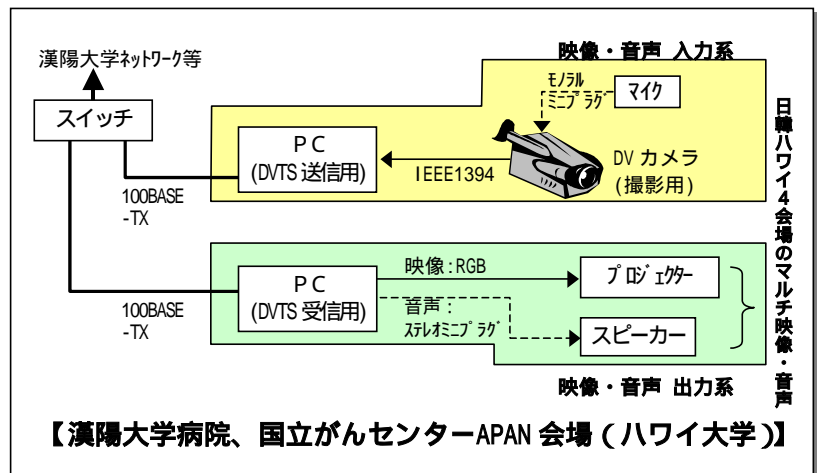 映像・音声 入力系
漢陽大学ﾈｯﾄﾜｰｸ等
スイッチ
ﾓﾉﾗﾙ
ﾐﾆﾌﾟﾗｸﾞ
ﾏｲｸ
ＰＣ
(DVTS 送信用)
IEEE1394
DV カメラ
(撮影用)
100BASE
-TX
日韓ハワイ4会場のマルチ映像・音声
ＰＣ
(DVTS 受信用)
映像:RGB
ﾌﾟﾛｼﾞｪｸﾀｰ
音声:
ｽﾃﾚｵﾐﾆﾌﾟﾗｸﾞ
スピーカー
100BASE
-TX
映像・音声 出力系
【漢陽大学病院、国立がんセンターAPAN 会場(ハワイ大学)】